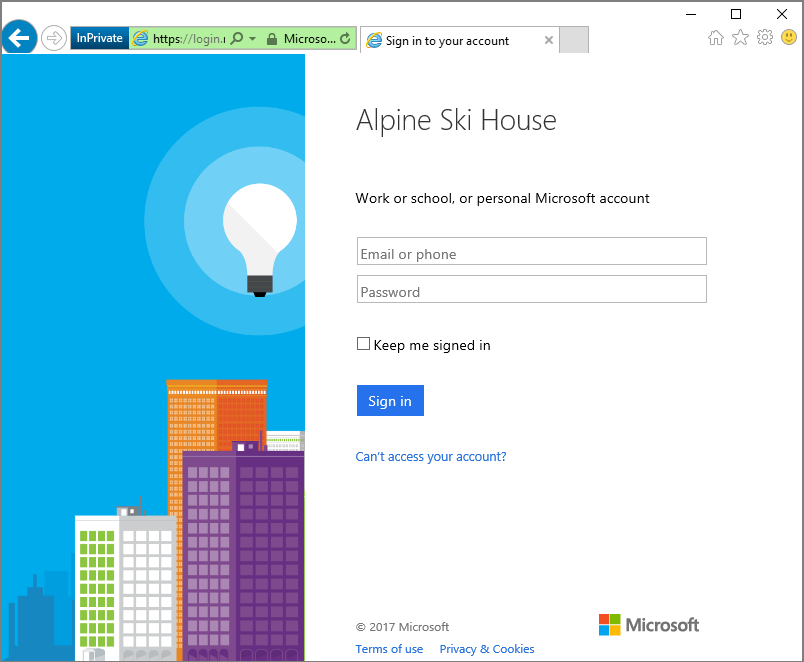 InPrivate
https://login.
Microso...
Sign in to your account
Alpine Ski House
Work or school, or personal Microsoft account
Email or phone
Password
Keep me signed in
Sign in
Can't access your account?
© 2017 Microsoft
Microsoft
Terms of use
Privacy & Cookies